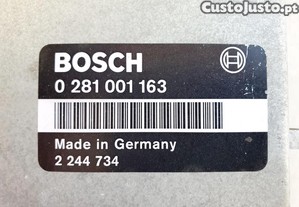 CustoJusto.pt
BOSCH
0 281 001 163
Made in Germany
2 244 734